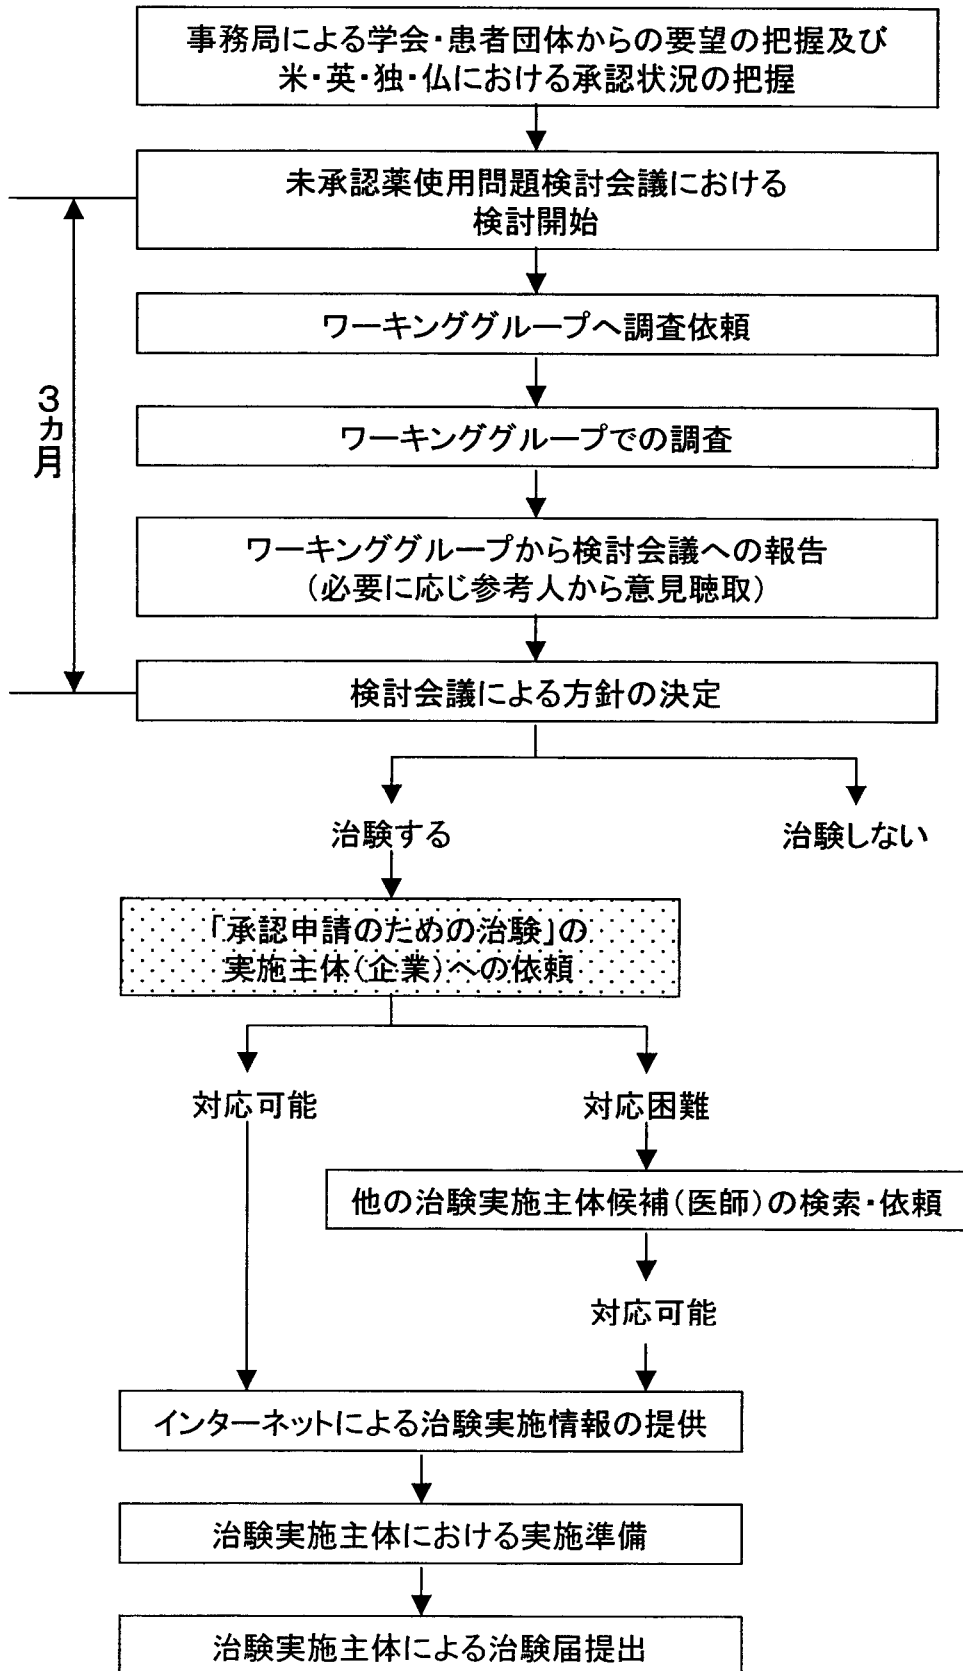 事務局による学会・患者団体からの要望の把握及び
米・英・独・仏における承認状況の把握
未承認薬使用問題検討会議における
検討開始
ワーキンググループへ調査依頼
3カ月
ワーキンググループでの調査
ワーキンググループから検討会議への報告
(必要に応じ参考人から意見聴取)
検討会議による方針の決定
治験する
治験しない
「承認申請のための治験」の
実施主体(企業)への依頼
対応可能
対応困難
他の治験実施主体候補(医師)の検索・依頼
対応可能
インターネットによる治験実施情報の提供
治験実施主体における実施準備
治験実施主体による治験届提出